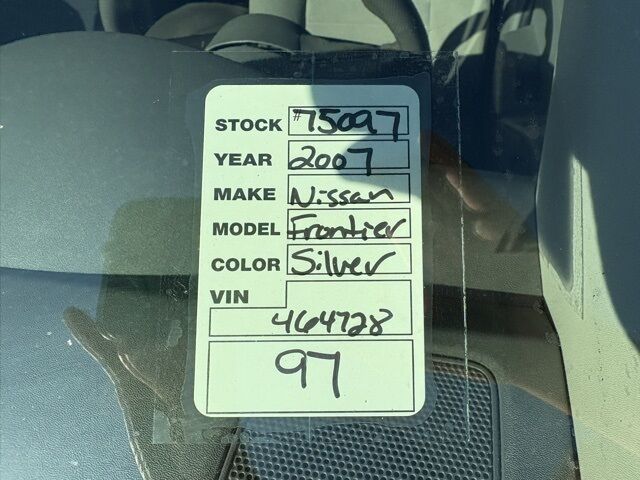 STOCK #75097
YEAR 2007
MAKE Nissan
MODEL Frontier
COLOR Silver
VIN
464728
97